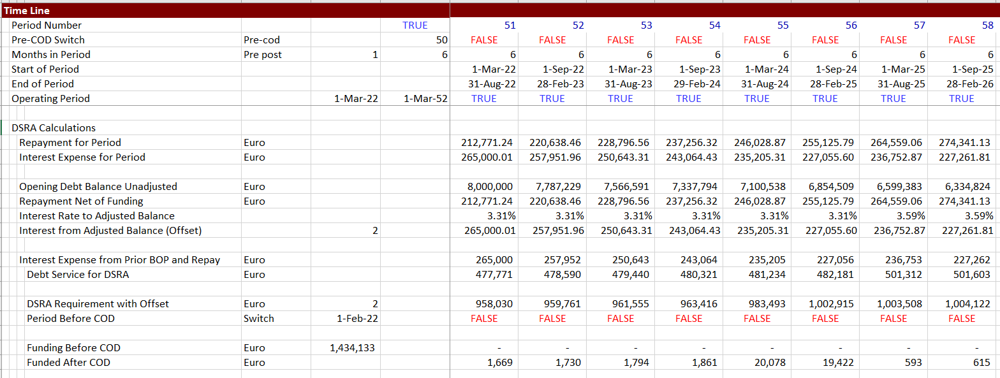 Time Line
Period Number TRUE 51 52 53 54 55 56 57 58
Pre-COD Switch Pre-cod 50 FALSE FALSE FALSE FALSE FALSE FALSE FALSE FALSE
Months in Period Pre post 1 6 6 6 6 6 6 6 6 6
Start of Period 1-Mar-22 1-Sep-22 1-Mar-23 1-Sep-23 1-Mar-24 1-Sep-24 1-Mar-25 1-Sep-25
End of Period 31-Aug-22 28-Feb-23 31-Aug-23 29-Feb-24 31-Aug-24 28-Feb-25 31-Aug-25 28-Feb-26
Operating Period 1-Mar-22 1-Mar-52 TRUE TRUE TRUE TRUE TRUE TRUE TRUE TRUE
DSRA Calculations
Repayment for Period Euro 212,771.24 220,638.46 228,796.56 237,256.32 246,028.87 255,125.79 264,559.06 274,341.13
Interest Expense for Period Euro 265,000.01 257,951.96 250,643.31 243,064.43 235,205.31 227,055.60 236,752.87 227,261.81
Opening Debt Balance Unadjusted Euro 8,000,000 7,787,229 7,566,591 7,337,794 7,100,538 6,854,509 6,599,383 6,334,824
Repayment Net of Funding Euro 212,771.24 220,638.46 228,796.56 237,256.32 246,028.87 255,125.79 264,559.06 274,341.13
Interest Rate to Adjusted Balance 3.31% 3.31% 3.31% 3.31% 3.31% 3.31% 3.59% 3.59%
Interest from Adjusted Balance (Offset) 2 265,000.01 257,951.96 250,643.31 243,064.43 235,205.31 227,055.60 236,752.87 227,261.81
Interest Expense from Prior BOP and Repay Euro 265,000 257,952 250,643 243,064 235,205 227,056 236,753 227,262
Debt Service for DSRA Euro 477,771 478,590 479,440 480,321 481,234 482,181 501,312 501,603
DSRA Requirement with Offset Euro 2 958,030 959,761 961,555 963,416 983,493 1,002,915 1,003,508 1,004,122
Period Before COD Switch 1-Feb-22 FALSE FALSE FALSE FALSE FALSE FALSE FALSE FALSE
Funding Before COD Euro 1,434,133 - - - - - - - -
Funded After COD Euro 1,669 1,730 1,794 1,861 20,078 19,422 593 615